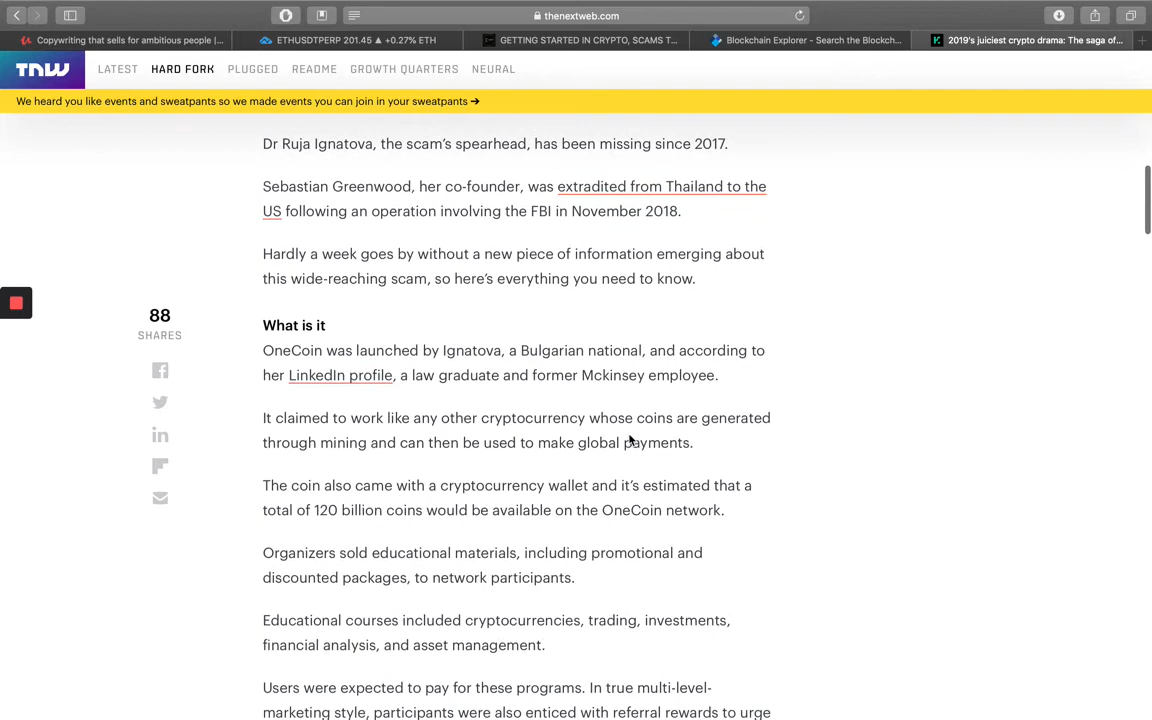 thenextweb.com
Copywriting that sells for ambitious people |...
ETHUSDTPERP 201.45 ▲ +0.27% ETH
GETTING STARTED IN CRYPTO, SCAMS T...
Blockchain Explorer - Search the Blockch...
2019's juiciest crypto drama: The saga of...
TNW LATEST HARD FORK PLUGGED README GROWTH QUARTERS NEURAL
We heard you like events and sweatpants so we made events you can join in your sweatpants →
Dr Ruja Ignatova, the scam's spearhead, has been missing since 2017.
Sebastian Greenwood, her co-founder, was extradited from Thailand to the
US following an operation involving the FBI in November 2018.
Hardly a week goes by without a new piece of information emerging about
this wide-reaching scam, so here's everything you need to know.
88
SHARES
What is it
OneCoin was launched by Ignatova, a Bulgarian national, and according to
her LinkedIn profile, a law graduate and former Mckinsey employee.
It claimed to work like any other cryptocurrency whose coins are generated
through mining and can then be used to make global payments.
The coin also came with a cryptocurrency wallet and it's estimated that a
total of 120 billion coins would be available on the OneCoin network.
Organizers sold educational materials, including promotional and
discounted packages, to network participants.
Educational courses included cryptocurrencies, trading, investments,
financial analysis, and asset management.
Users were expected to pay for these programs. In true multi-level-
marketing style, participants were also enticed with referral rewards to urge